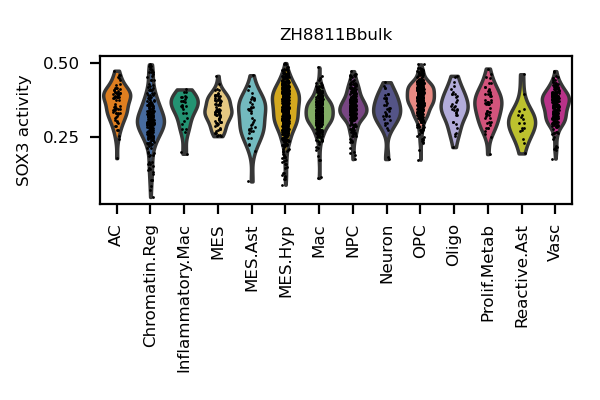 ZH8811Bbulk
SOX3 activity
0.50
0.25
AC
Chromatin.Reg
Inflammatory.Mac
MES
MES.Ast
MES.Hyp
Mac
NPC
Neuron
OPC
Oligo
Prolif.Metab
Reactive.Ast
Vasc